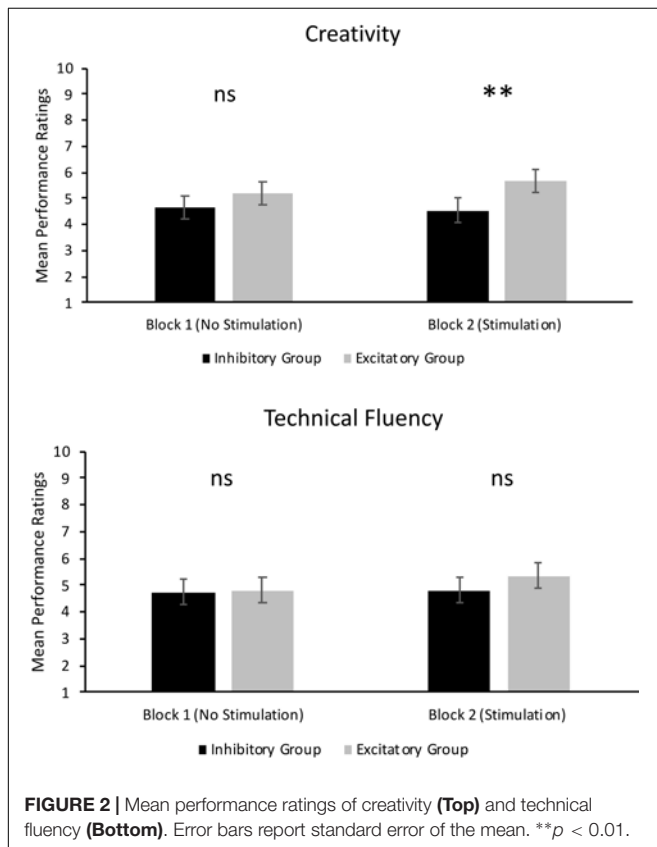 Creativity
Mean Performance Ratings
10
9
8
7
6
5
4
3
2
1
ns
**
Block 1 (No Stimulation)
Block 2 (Stimulation)
Inhibitory Group
Excitatory Group
Technical Fluency
Mean Performance Ratings
10
9
8
7
6
5
4
3
2
1
ns
ns
Block 1 (No Stimulation)
Block 2 (Stimulation)
Inhibitory Group
Excitatory Group
FIGURE 2 | Mean performance ratings of creativity (Top) and technical
fluency (Bottom). Error bars report standard error of the mean. **p < 0.01.